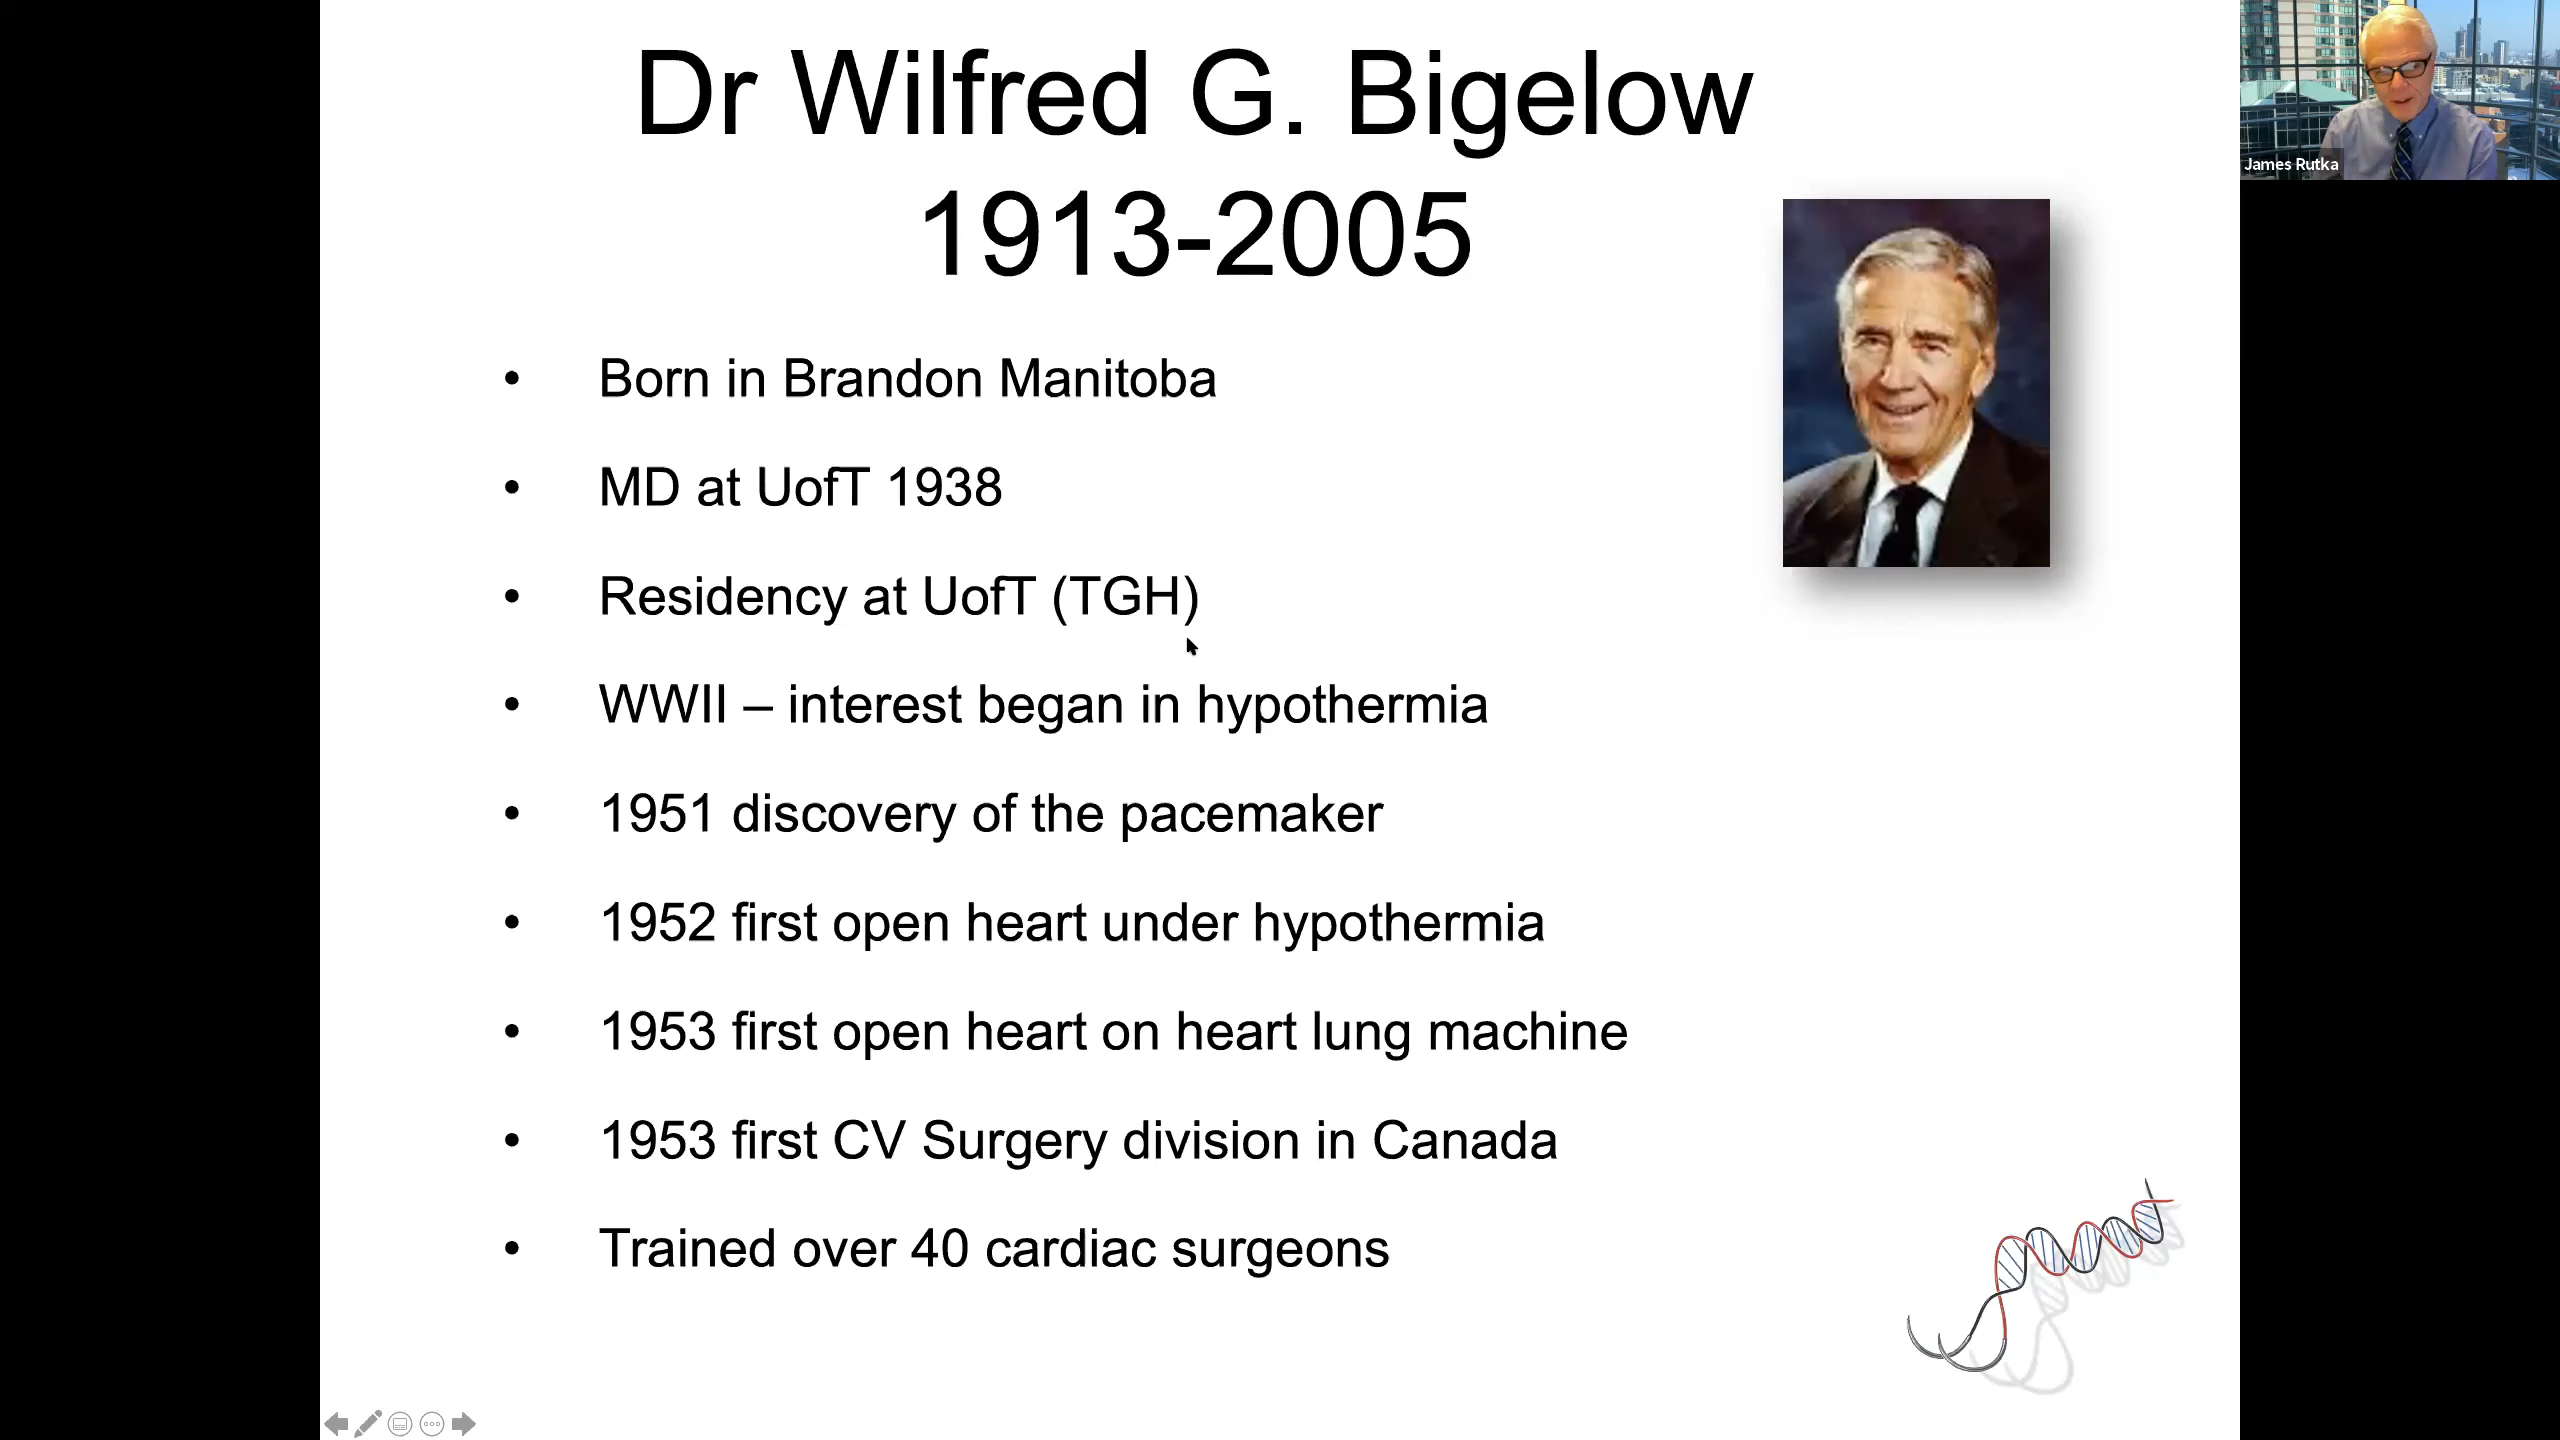 Dr Wilfred G. Bigelow
1913-2005
James Rutka
• Born in Brandon Manitoba
• MD at UofT 1938
• Residency at UofT (TGH)
• WWII – interest began in hypothermia
• 1951 discovery of the pacemaker
• 1952 first open heart under hypothermia
• 1953 first open heart on heart lung machine
• 1953 first CV Surgery division in Canada
• Trained over 40 cardiac surgeons